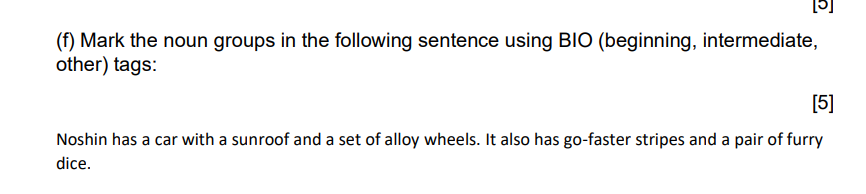 [5]
(f) Mark the noun groups in the following sentence using BIO (beginning, intermediate,
other) tags:
[5]
Noshin has a car with a sunroof and a set of alloy wheels. It also has go-faster stripes and a pair of furry
dice.